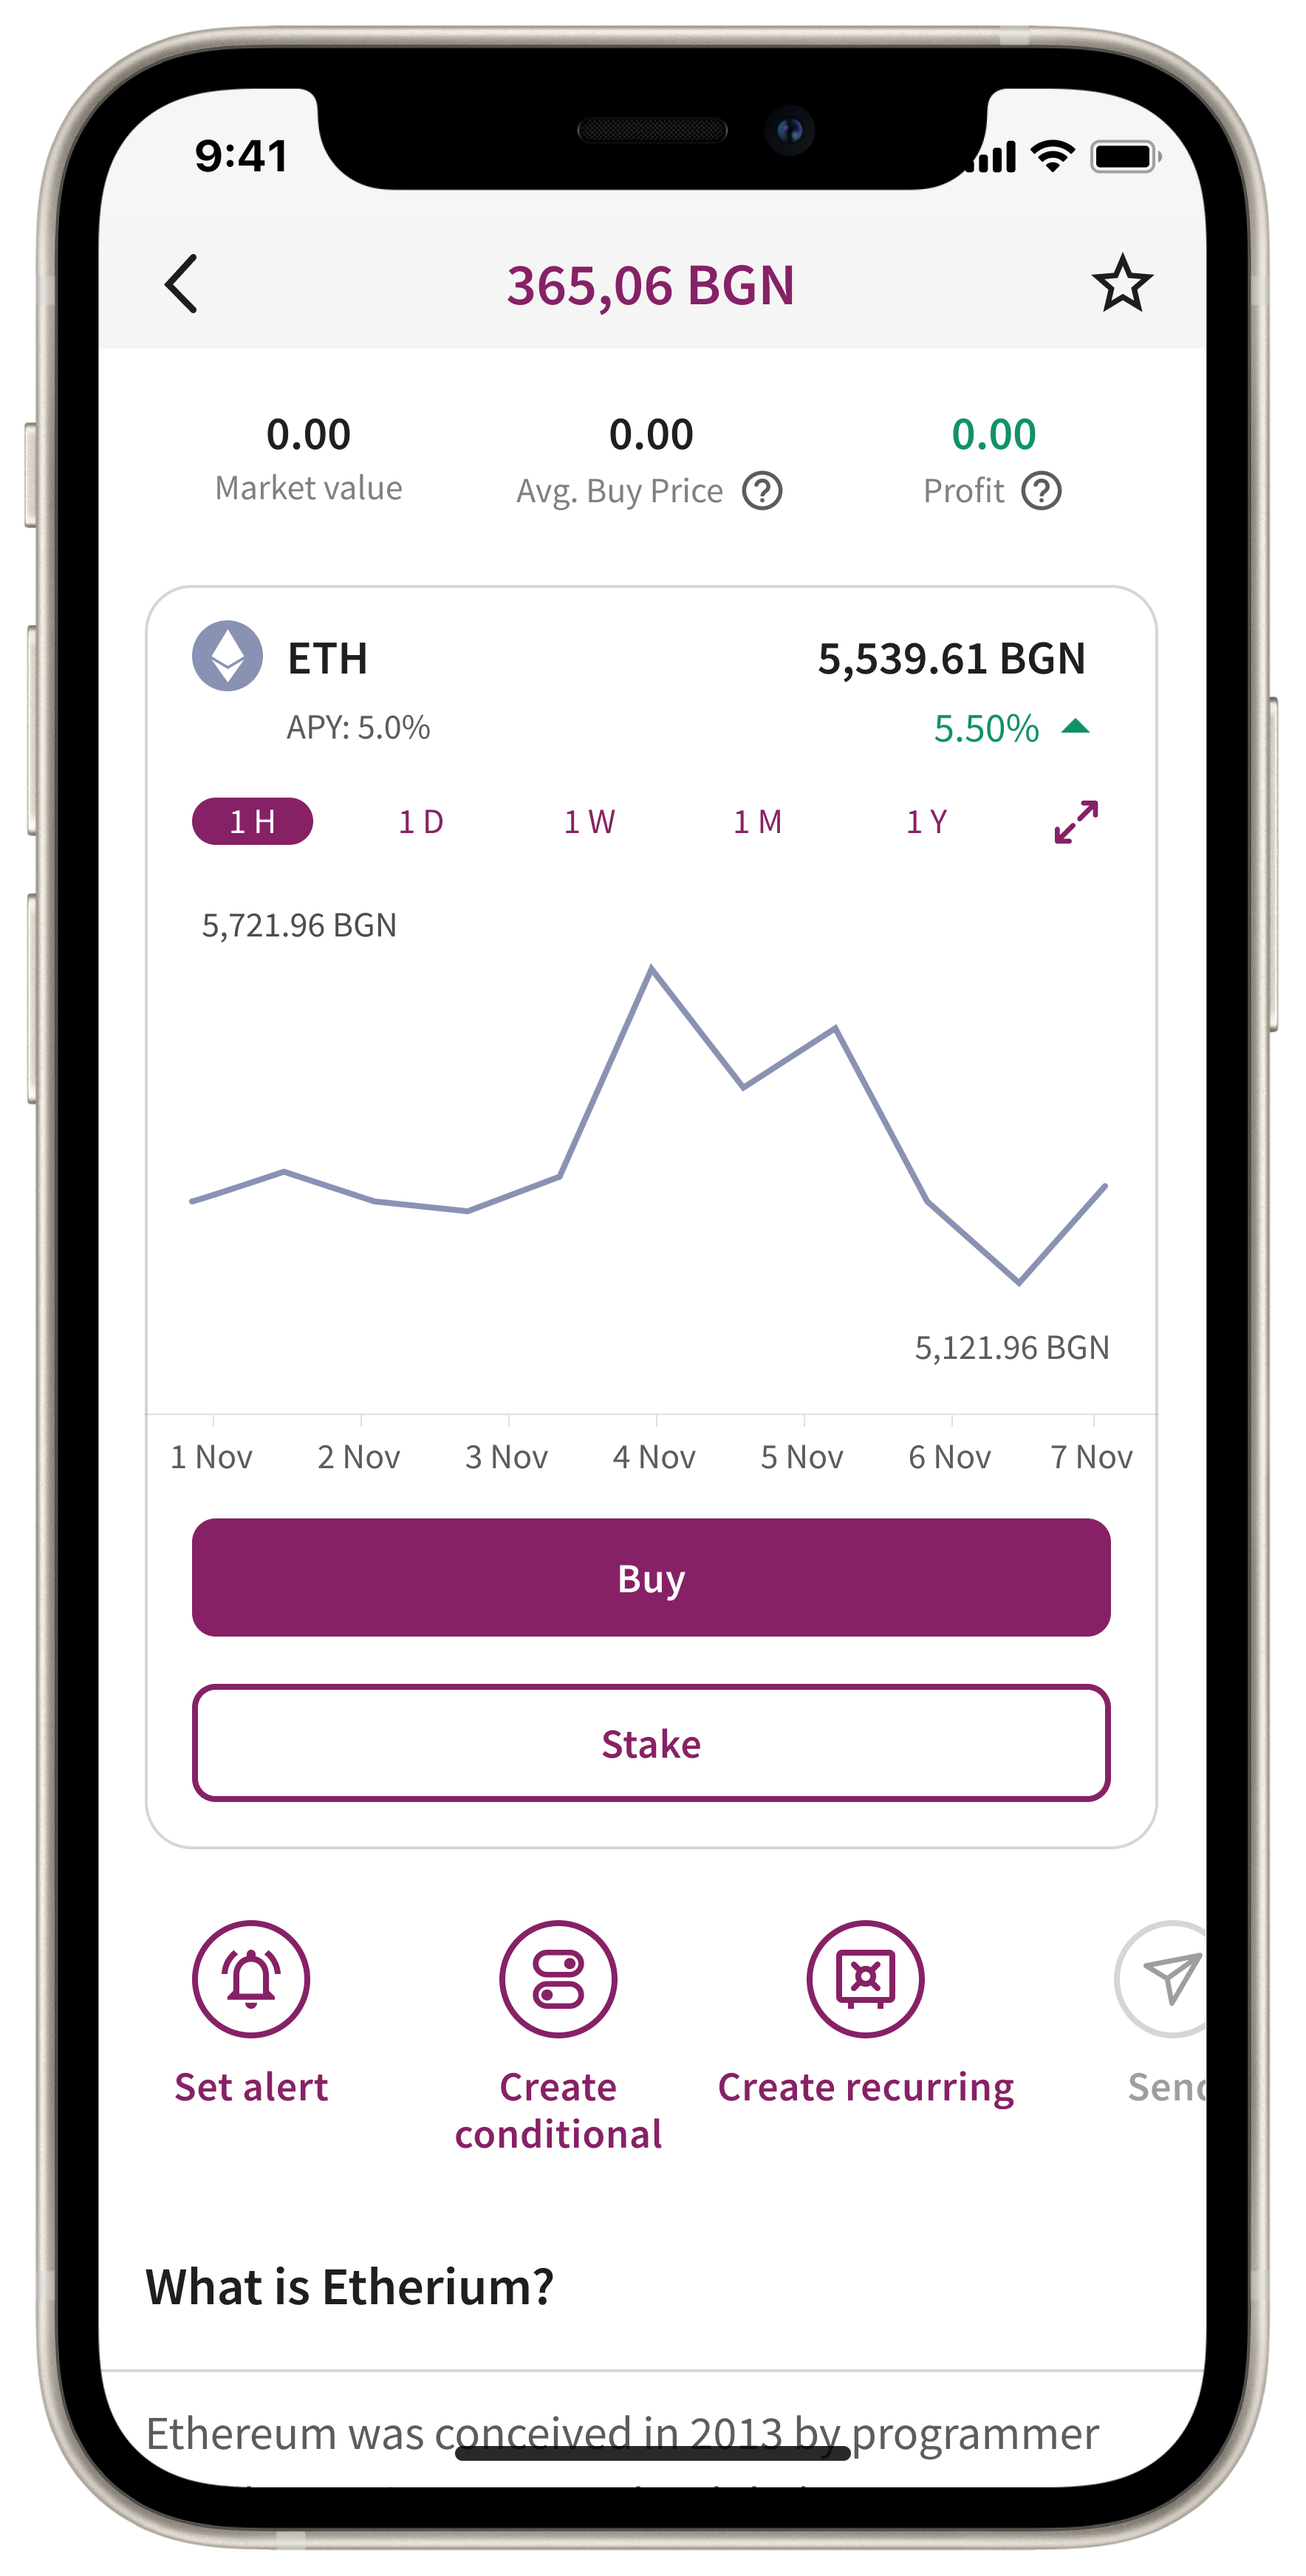 9:41
365,06 BGN
0.00 0.00 0.00
Market value Avg. Buy Price ? Profit ?
ETH 5,539.61 BGN
APY: 5.0% 5.50%
1 H 1 D 1 W 1 M 1 Y
5,721.96 BGN
5,121.96 BGN
1 Nov 2 Nov 3 Nov 4 Nov 5 Nov 6 Nov 7 Nov
Buy
Stake
Set alert Create conditional Create recurring
What is Etherium?
Ethereum was conceived in 2013 by programmer